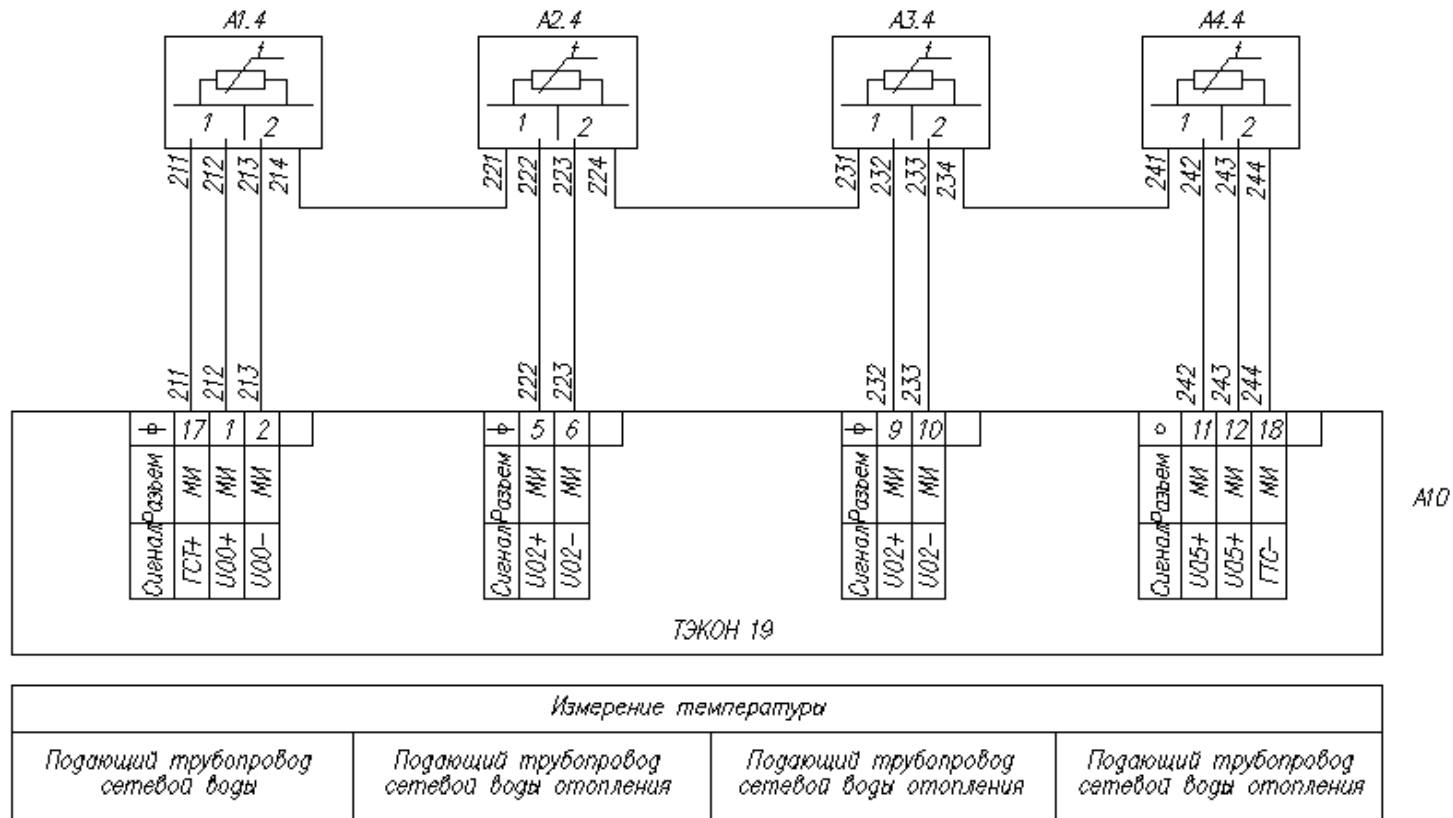 А1.4 А2.4 А3.4 А4.4
t t t t
1 2 1 2 1 2 1 2
211 212 213 214 221 222 223 224 231 232 233 234 241 242 243 244
211 212 213 222 223 232 233 242 243 244
17 1 2 5 6 9 10 11 12 18
Разъем МИ МИ МИ Разъем МИ МИ Разъем МИ МИ Разъем МИ МИ МИ
Сигнал ГСТ+ U00+ U00- Сигнал U02+ U02- Сигнал U02+ U02- Сигнал U05+ U05+ ГТС-
А10
ТЭКОН 19
Измерение температуры
Подающий трубопровод
сетевой воды
Подающий трубопровод
сетевой воды отопления
Подающий трубопровод
сетевой воды отопления
Подающий трубопровод
сетевой воды отопления